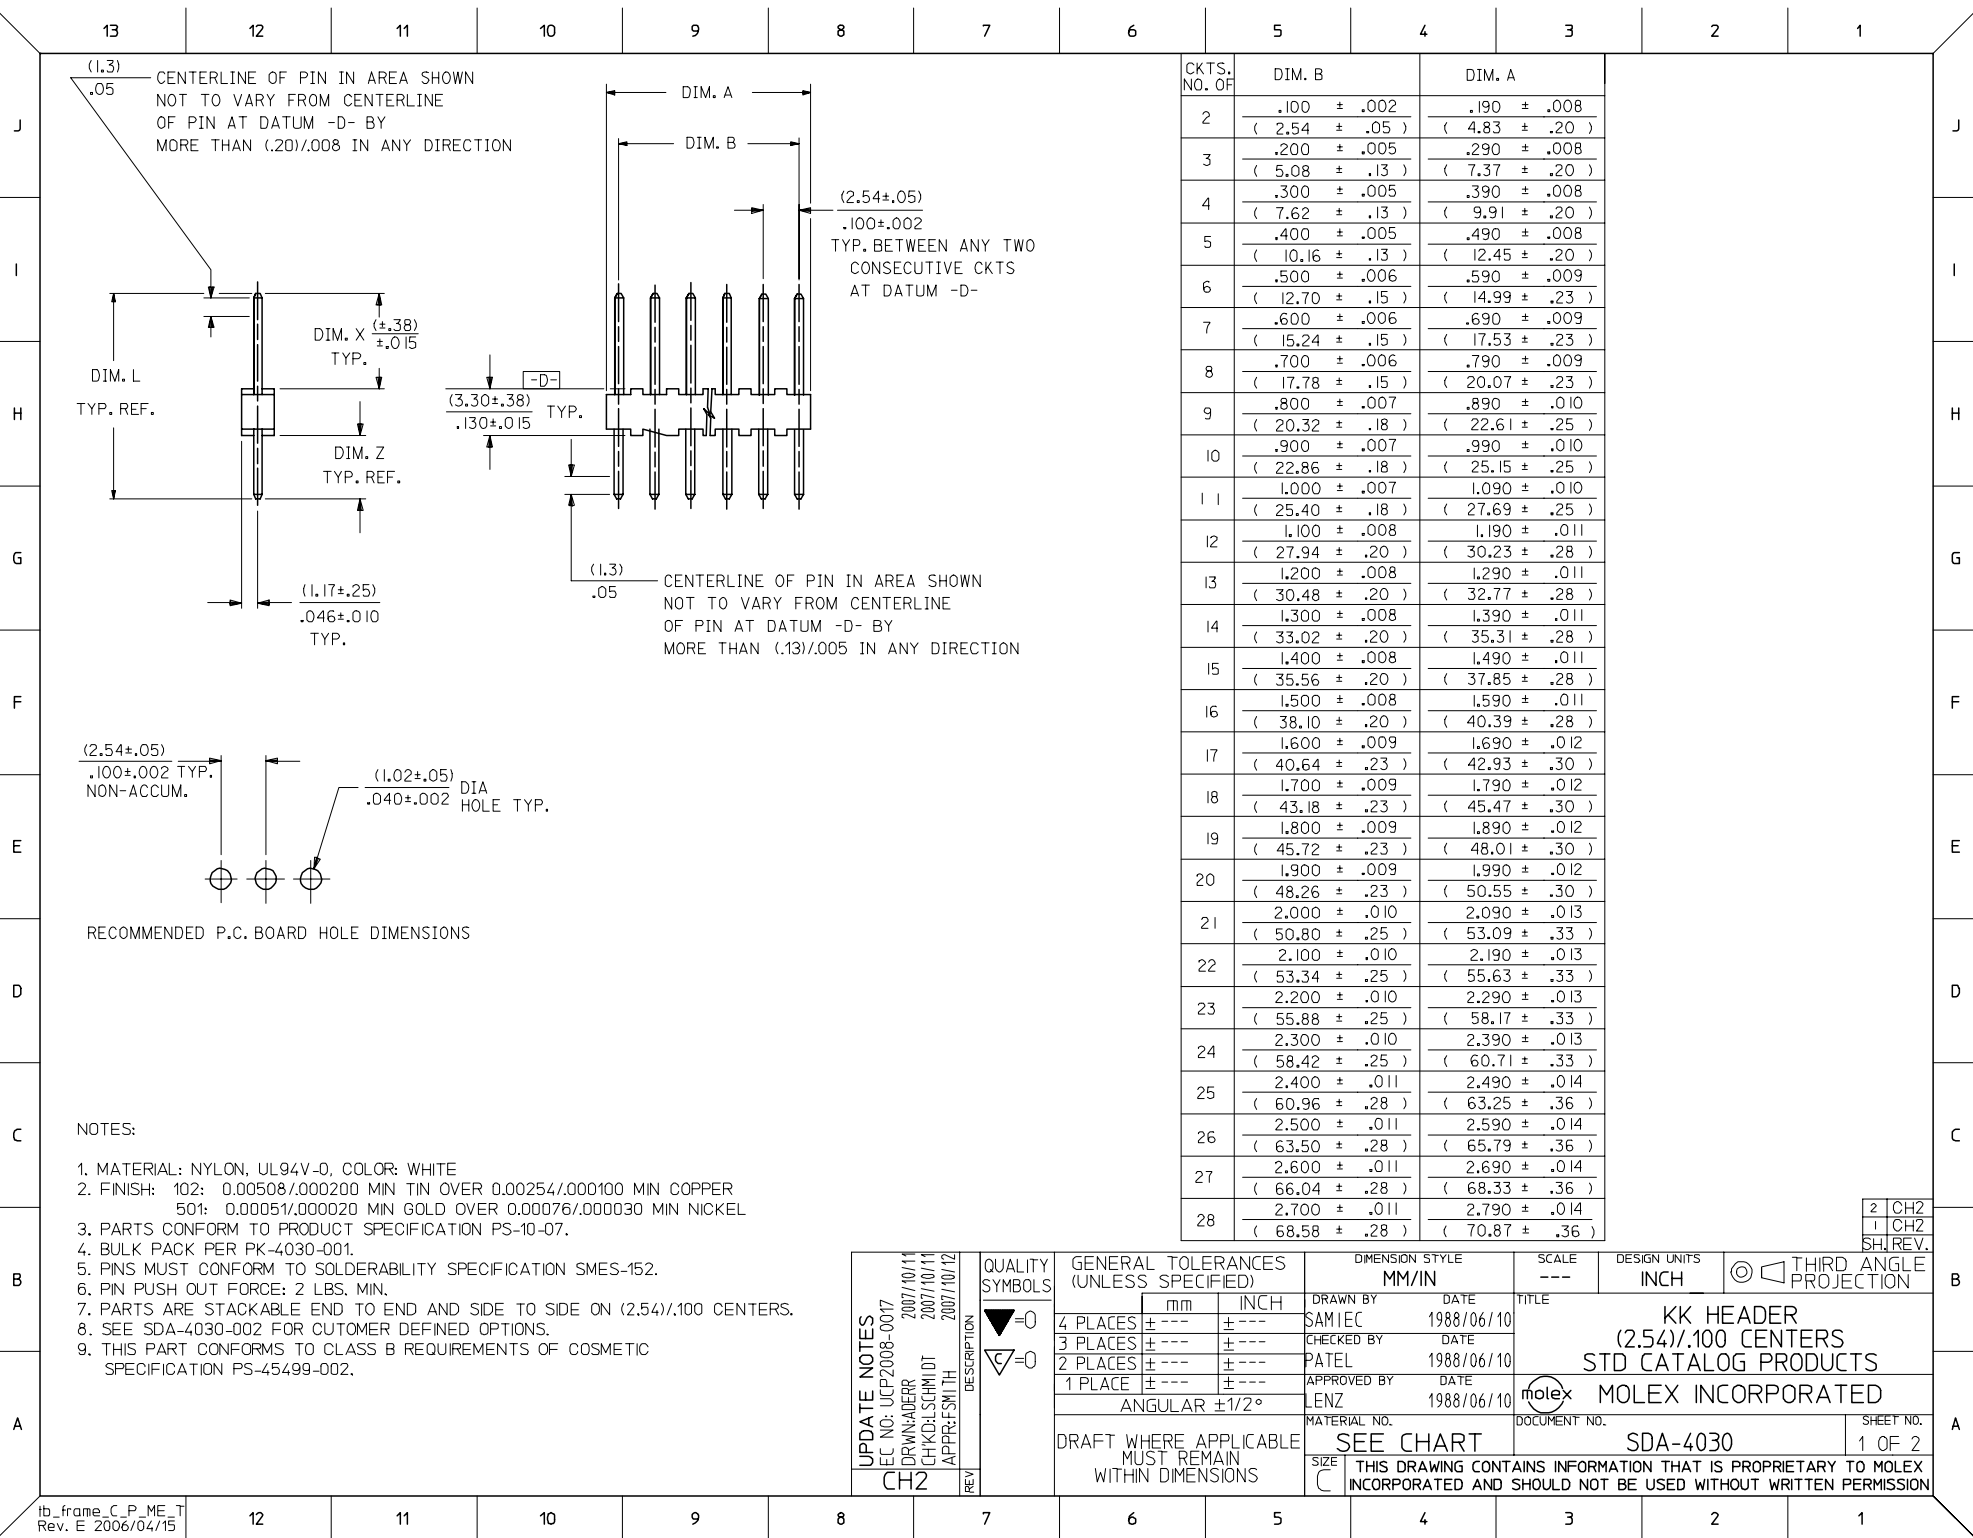 13 12 11 10 9 8 7 6 5 4 3 2 1
J
I
H
G
F
E
D
C
B
A
(1.3)
.05
CENTERLINE OF PIN IN AREA SHOWN
NOT TO VARY FROM CENTERLINE
OF PIN AT DATUM -D- BY
MORE THAN (.20)/.008 IN ANY DIRECTION
DIM. A
DIM. B
(2.54±.05)
.100±.002
TYP. BETWEEN ANY TWO
CONSECUTIVE CKTS
AT DATUM -D-
DIM. L
TYP. REF.
DIM. X (±.38)
±.015
TYP.
-D-
(3.30±.38)
.130±.015
TYP.
DIM. Z
TYP. REF.
(1.17±.25)
.046±.010
TYP.
(1.3)
.05
CENTERLINE OF PIN IN AREA SHOWN
NOT TO VARY FROM CENTERLINE
OF PIN AT DATUM -D- BY
MORE THAN (.13)/.005 IN ANY DIRECTION
(2.54±.05)
.100±.002 TYP.
NON-ACCUM.
(1.02±.05)
.040±.002
DIA
HOLE TYP.
RECOMMENDED P.C. BOARD HOLE DIMENSIONS
CKTS.
NO. OF
DIM. B DIM. A
2
.100 ± .002 .190 ± .008
( 2.54 ± .05 ) ( 4.83 ± .20 )
3
.200 ± .005 .290 ± .008
( 5.08 ± .13 ) ( 7.37 ± .20 )
4
.300 ± .005 .390 ± .008
( 7.62 ± .13 ) ( 9.91 ± .20 )
5
.400 ± .005 .490 ± .008
( 10.16 ± .13 ) ( 12.45 ± .20 )
6
.500 ± .006 .590 ± .009
( 12.70 ± .15 ) ( 14.99 ± .23 )
7
.600 ± .006 .690 ± .009
( 15.24 ± .15 ) ( 17.53 ± .23 )
8
.700 ± .006 .790 ± .009
( 17.78 ± .15 ) ( 20.07 ± .23 )
9
.800 ± .007 .890 ± .010
( 20.32 ± .18 ) ( 22.61 ± .25 )
10
.900 ± .007 .990 ± .010
( 22.86 ± .18 ) ( 25.15 ± .25 )
11
1.000 ± .007 1.090 ± .010
( 25.40 ± .18 ) ( 27.69 ± .25 )
12
1.100 ± .008 1.190 ± .011
( 27.94 ± .20 ) ( 30.23 ± .28 )
13
1.200 ± .008 1.290 ± .011
( 30.48 ± .20 ) ( 32.77 ± .28 )
14
1.300 ± .008 1.390 ± .011
( 33.02 ± .20 ) ( 35.31 ± .28 )
15
1.400 ± .008 1.490 ± .011
( 35.56 ± .20 ) ( 37.85 ± .28 )
16
1.500 ± .008 1.590 ± .011
( 38.10 ± .20 ) ( 40.39 ± .28 )
17
1.600 ± .009 1.690 ± .012
( 40.64 ± .23 ) ( 42.93 ± .30 )
18
1.700 ± .009 1.790 ± .012
( 43.18 ± .23 ) ( 45.47 ± .30 )
19
1.800 ± .009 1.890 ± .012
( 45.72 ± .23 ) ( 48.01 ± .30 )
20
1.900 ± .009 1.990 ± .012
( 48.26 ± .23 ) ( 50.55 ± .30 )
21
2.000 ± .010 2.090 ± .013
( 50.80 ± .25 ) ( 53.09 ± .33 )
22
2.100 ± .010 2.190 ± .013
( 53.34 ± .25 ) ( 55.63 ± .33 )
23
2.200 ± .010 2.290 ± .013
( 55.88 ± .25 ) ( 58.17 ± .33 )
24
2.300 ± .010 2.390 ± .013
( 58.42 ± .25 ) ( 60.71 ± .33 )
25
2.400 ± .011 2.490 ± .014
( 60.96 ± .28 ) ( 63.25 ± .36 )
26
2.500 ± .011 2.590 ± .014
( 63.50 ± .28 ) ( 65.79 ± .36 )
27
2.600 ± .011 2.690 ± .014
( 66.04 ± .28 ) ( 68.33 ± .36 )
28
2.700 ± .011 2.790 ± .014
( 68.58 ± .28 ) ( 70.87 ± .36 )
NOTES:
1. MATERIAL: NYLON, UL94V-0, COLOR: WHITE
2. FINISH: 102: 0.00508/.000200 MIN TIN OVER 0.00254/.000100 MIN COPPER
501: 0.00051/.000020 MIN GOLD OVER 0.00076/.000030 MIN NICKEL
3. PARTS CONFORM TO PRODUCT SPECIFICATION PS-10-07.
4. BULK PACK PER PK-4030-001.
5. PINS MUST CONFORM TO SOLDERABILITY SPECIFICATION SMES-152.
6. PIN PUSH OUT FORCE: 2 LBS. MIN.
7. PARTS ARE STACKABLE END TO END AND SIDE TO SIDE ON (2.54)/.100 CENTERS.
8. SEE SDA-4030-002 FOR CUTOMER DEFINED OPTIONS.
9. THIS PART CONFORMS TO CLASS B REQUIREMENTS OF COSMETIC
SPECIFICATION PS-45499-002.
2 CH2
1 CH2
SH. REV.
UPDATE NOTES
EC NO: UCP2008-0017
DRWN:ADERR 2007/10/11
CH'KD:LSCHMIDT 2007/10/11
APPR:FSMITH 2007/10/12
DESCRIPTION
CH2
REV
QUALITY
SYMBOLS
=0
C =0
GENERAL TOLERANCES
(UNLESS SPECIFIED)
mm INCH
4 PLACES ±--- ±---
3 PLACES ±--- ±---
2 PLACES ±--- ±---
1 PLACE ±--- ±---
ANGULAR ±1/2°
DRAFT WHERE APPLICABLE
MUST REMAIN
WITHIN DIMENSIONS
DIMENSION STYLE
MM/IN
SCALE
---
DESIGN UNITS
INCH
THIRD ANGLE
PROJECTION
DRAWN BY DATE
SAMIEC 1988/06/10
CHECKED BY DATE
PATEL 1988/06/10
APPROVED BY DATE
LENZ 1988/06/10
TITLE
KK HEADER
(2.54)/.100 CENTERS
STD CATALOG PRODUCTS
molex MOLEX INCORPORATED
MATERIAL NO.
SEE CHART
DOCUMENT NO.
SDA-4030
SHEET NO.
1 OF 2
SIZE
C
THIS DRAWING CONTAINS INFORMATION THAT IS PROPRIETARY TO MOLEX
INCORPORATED AND SHOULD NOT BE USED WITHOUT WRITTEN PERMISSION
tb_frame_C_P_ME_T
Rev. E 2006/04/15
12 11 10 9 8 7 6 5 4 3 2 1
J
I
H
G
F
E
D
C
B
A